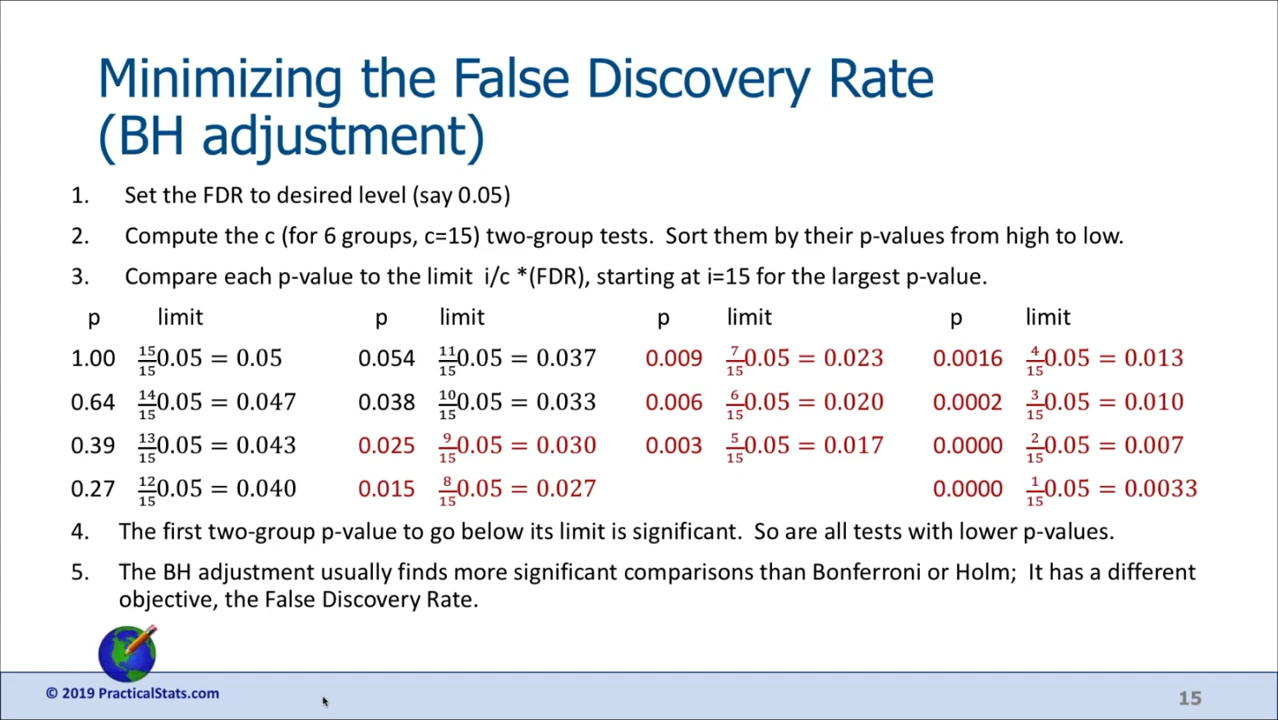 Minimizing the False Discovery Rate
(BH adjustment)
1. Set the FDR to desired level (say 0.05)
2. Compute the c (for 6 groups, c=15) two-group tests. Sort them by their p-values from high to low.
3. Compare each p-value to the limit i/c *(FDR), starting at i=15 for the largest p-value.
p limit p limit p limit p limit
1.00 15/15 0.05 = 0.05 0.054 11/15 0.05 = 0.037 0.009 7/15 0.05 = 0.023 0.0016 4/15 0.05 = 0.013
0.64 14/15 0.05 = 0.047 0.038 10/15 0.05 = 0.033 0.006 6/15 0.05 = 0.020 0.0002 3/15 0.05 = 0.010
0.39 13/15 0.05 = 0.043 0.025 9/15 0.05 = 0.030 0.003 5/15 0.05 = 0.017 0.0000 2/15 0.05 = 0.007
0.27 12/15 0.05 = 0.040 0.015 8/15 0.05 = 0.027 0.0000 1/15 0.05 = 0.0033
4. The first two-group p-value to go below its limit is significant. So are all tests with lower p-values.
5. The BH adjustment usually finds more significant comparisons than Bonferroni or Holm; It has a different
objective, the False Discovery Rate.
© 2019 PracticalStats.com
15